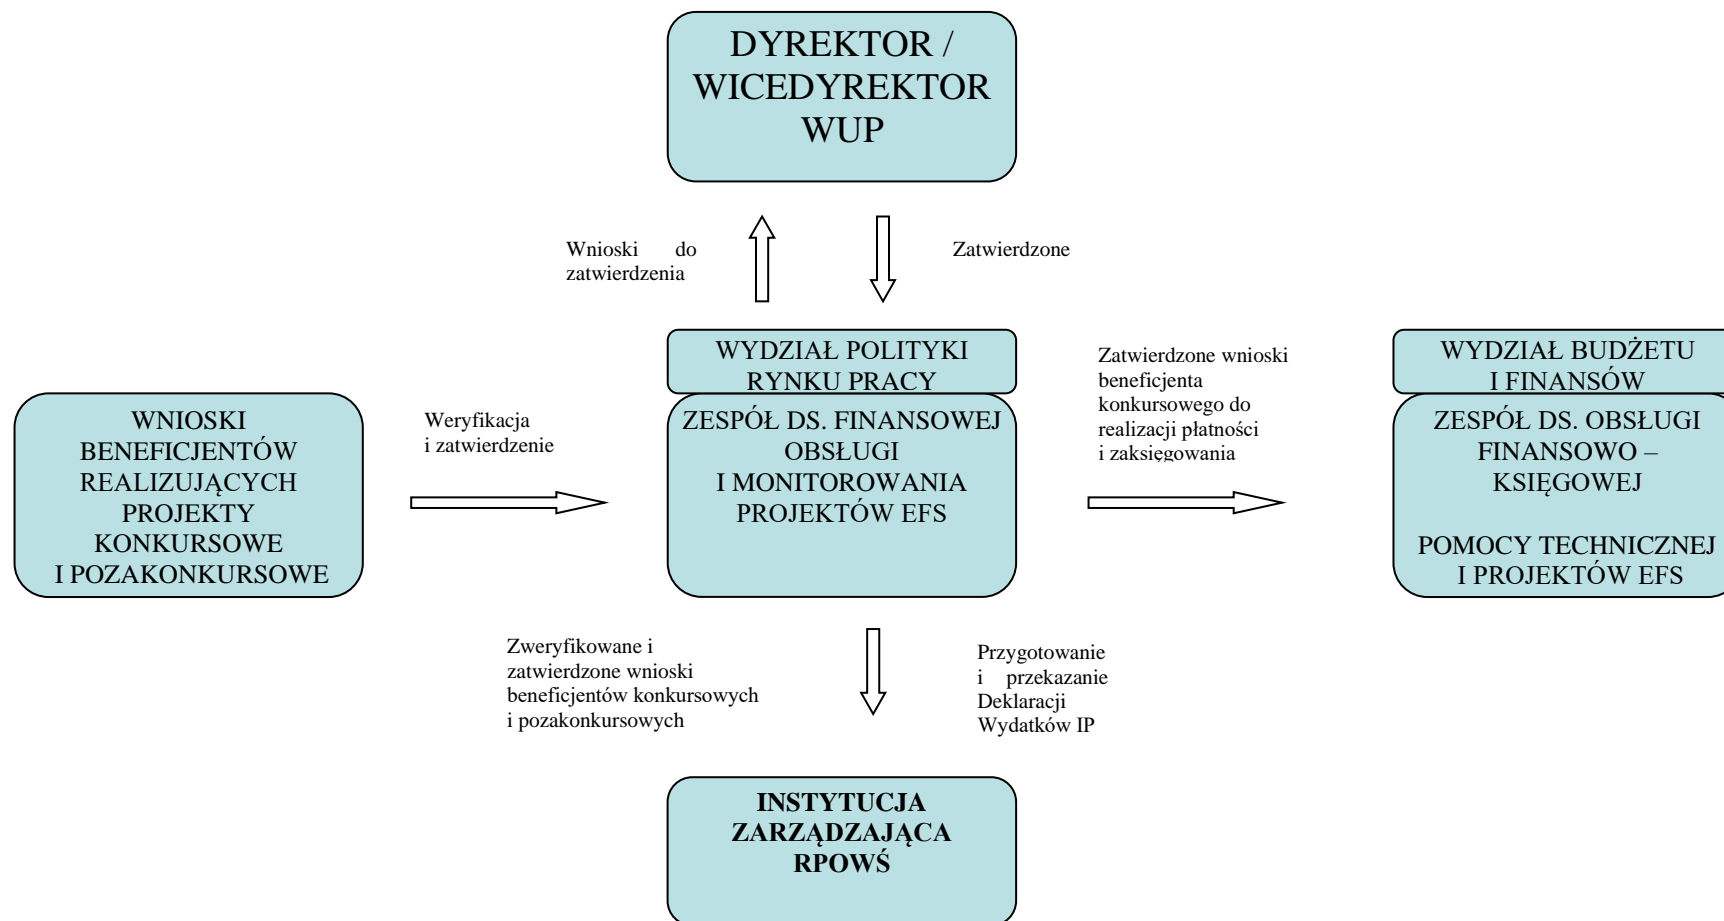 DYREKTOR /
WICEDYREKTOR
WUP
Wnioski do
zatwierdzenia
Zatwierdzone
WYDZIAŁ POLITYKI
RYNKU PRACY
Zatwierdzone wnioski
beneficjenta
konkursowego do
realizacji płatności
i zaksięgowania
WYDZIAŁ BUDŻETU
I FINANSÓW
WNIOSKI
BENEFICJENTÓW
REALIZUJĄCYCH
PROJEKTY
KONKURSOWE
I POZAKONKURSOWE
Weryfikacja
i zatwierdzenie
ZESPÓŁ DS. FINANSOWEJ
OBSŁUGI
I MONITOROWANIA
PROJEKTÓW EFS
ZESPÓŁ DS. OBSŁUGI
FINANSOWO –
KSIĘGOWEJ
POMOCY TECHNICZNEJ
I PROJEKTÓW EFS
Zweryfikowane i
zatwierdzone wnioski
beneficjentów konkursowych
i pozakonkursowych
Przygotowanie
i przekazanie
Deklaracji
Wydatków IP
INSTYTUCJA
ZARZĄDZAJĄCA
RPOWŚ